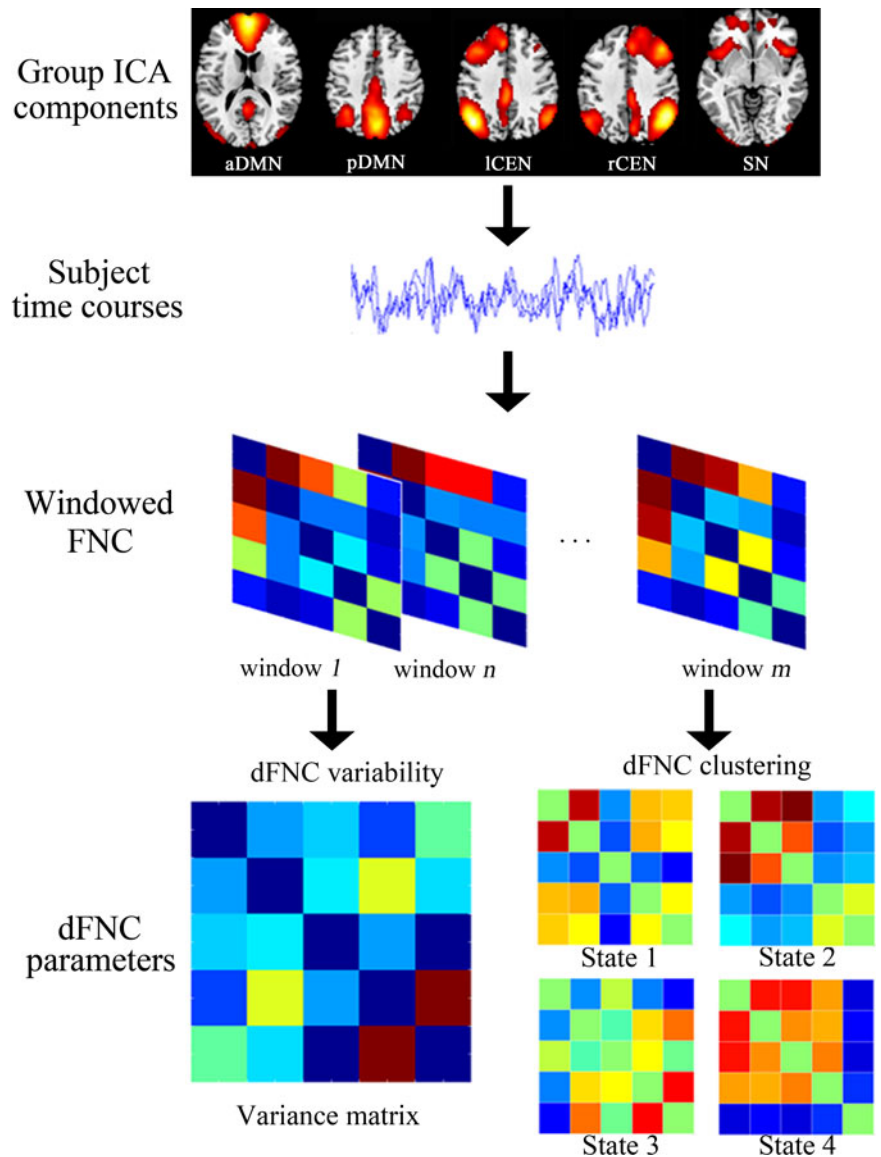 Group ICA
components
aDMN pDMN lCEN rCEN SN
Subject
time courses
Windowed
FNC
. . .
window 1 window n window m
dFNC variability
dFNC clustering
dFNC
parameters
State 1 State 2
Variance matrix
State 3 State 4